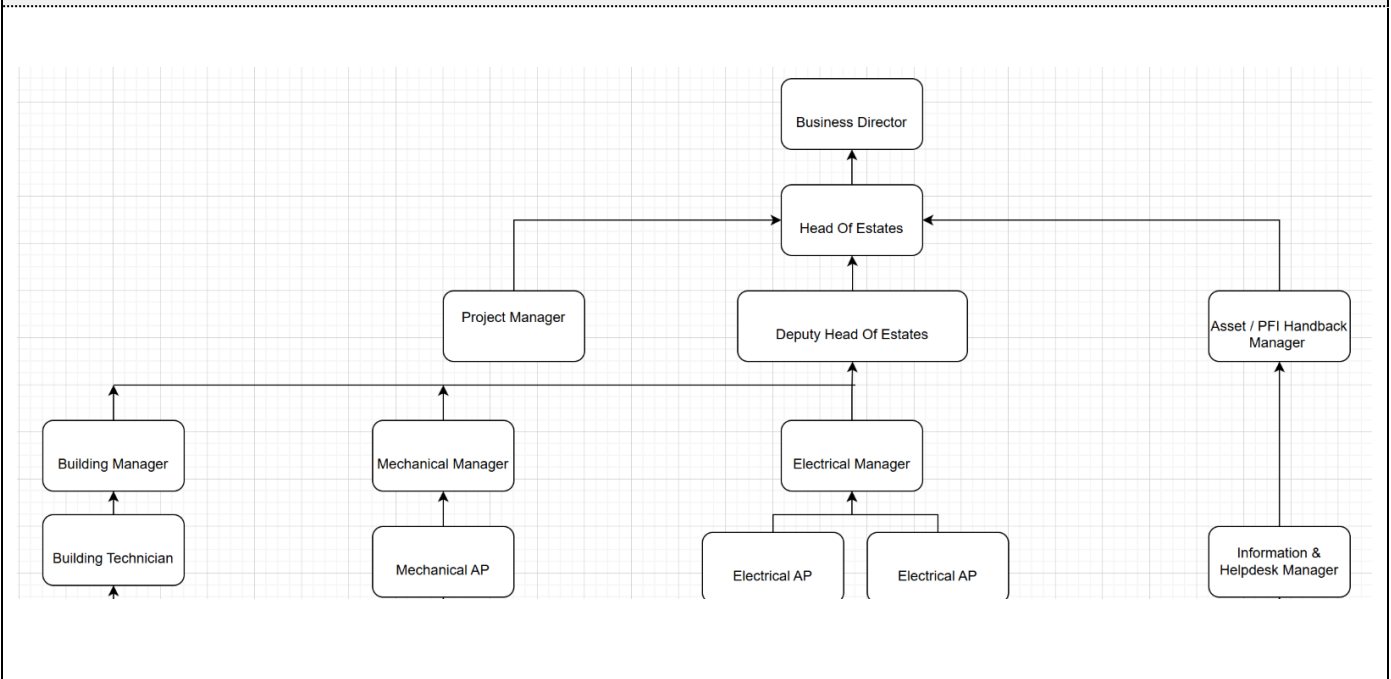 Business Director
Head Of Estates
Project Manager
Deputy Head Of Estates
Asset / PFI Handback
Manager
Building Manager
Mechanical Manager
Electrical Manager
Building Technician
Mechanical AP
Electrical AP
Electrical AP
Information &
Helpdesk Manager